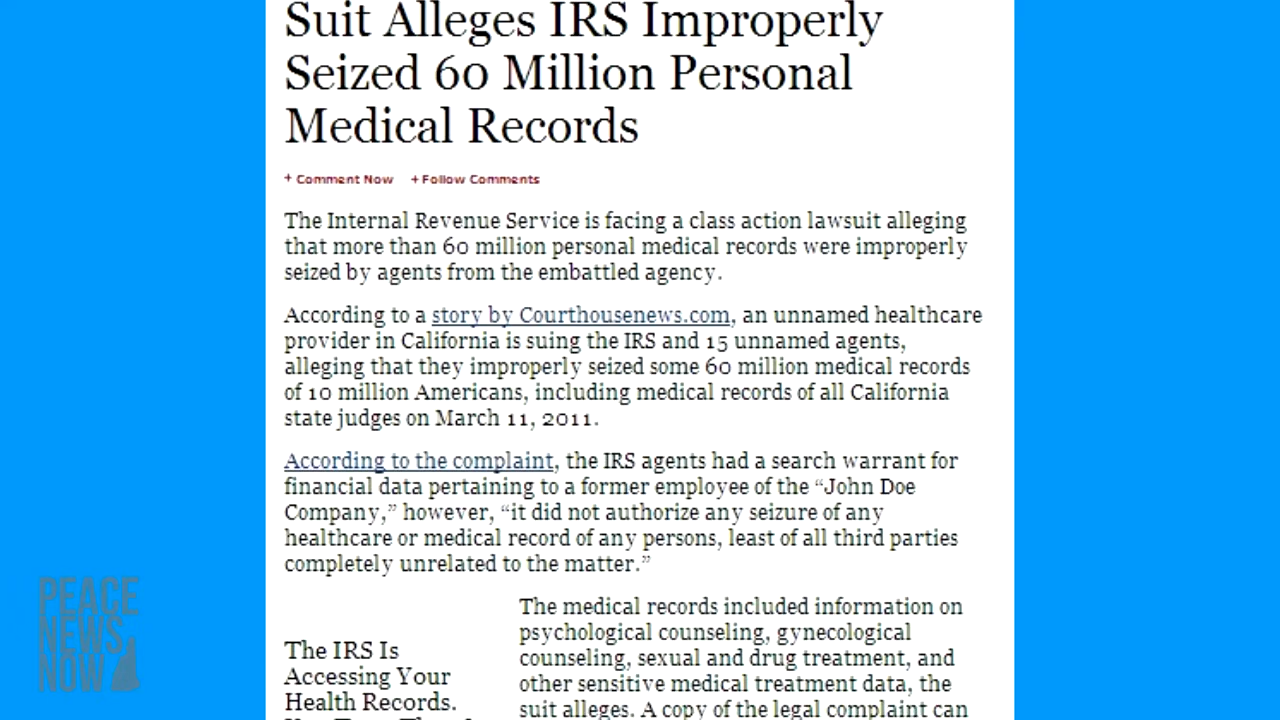 Suit Alleges IRS Improperly
Seized 60 Million Personal
Medical Records
+ Comment Now + Follow Comments
The Internal Revenue Service is facing a class action lawsuit alleging
that more than 60 million personal medical records were improperly
seized by agents from the embattled agency.
According to a story by Courthousenews.com, an unnamed healthcare
provider in California is suing the IRS and 15 unnamed agents,
alleging that they improperly seized some 60 million medical records
of 10 million Americans, including medical records of all California
state judges on March 11, 2011.
According to the complaint, the IRS agents had a search warrant for
financial data pertaining to a former employee of the “John Doe
Company,” however, “it did not authorize any seizure of any
healthcare or medical record of any persons, least of all third parties
completely unrelated to the matter.”
The medical records included information on
psychological counseling, gynecological
counseling, sexual and drug treatment, and
other sensitive medical treatment data, the
suit alleges. A copy of the legal complaint can
The IRS Is
Accessing Your
Health Records.
PEACE
NEWS
NOW